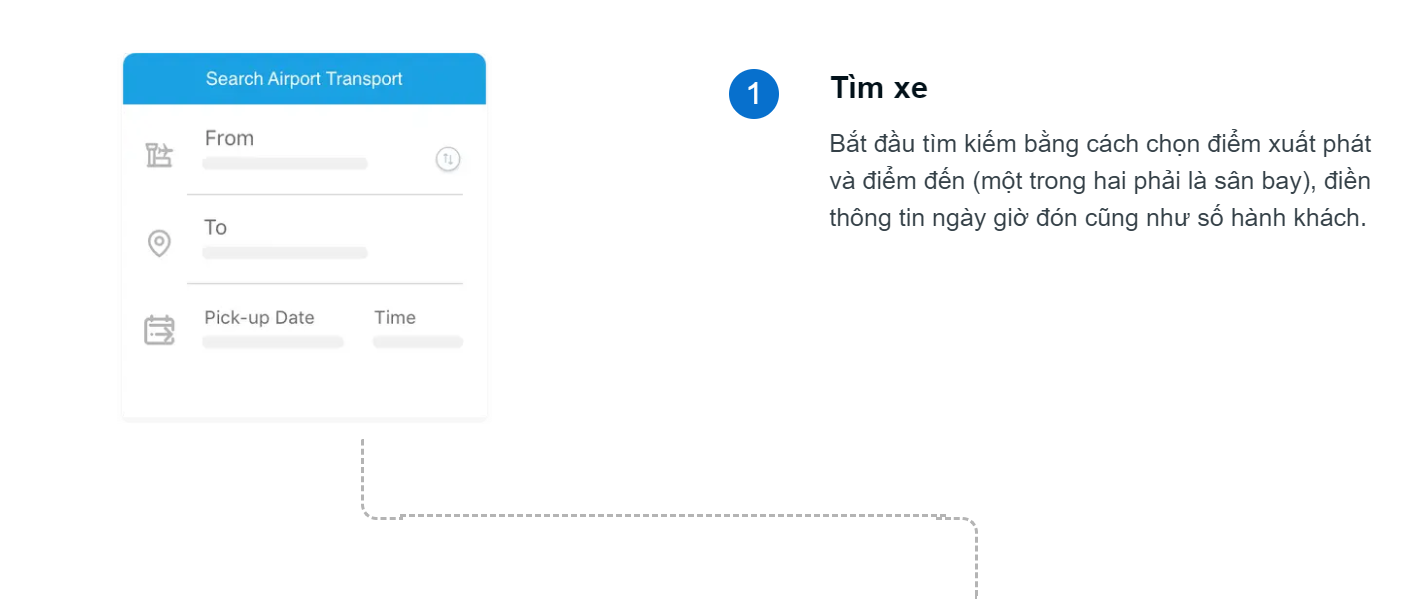 Search Airport Transport
From
To
Pick-up Date Time
1
Tìm xe
Bắt đầu tìm kiếm bằng cách chọn điểm xuất phát
và điểm đến (một trong hai phải là sân bay), điền
thông tin ngày giờ đón cũng như số hành khách.